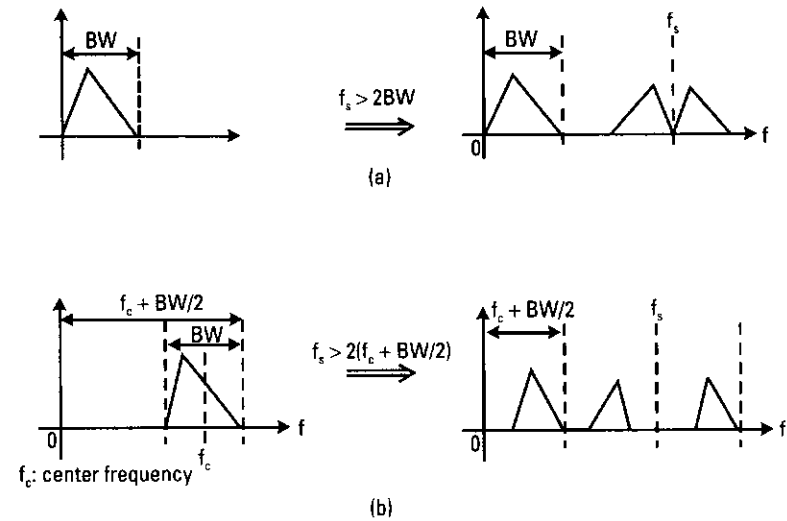 BW
f_s > 2BW
BW
f_s
0
f
(a)
f_c + BW/2
BW
0
f
f_c
f_c: center frequency
f_s > 2(f_c + BW/2)
f_c + BW/2
f_s
0
f
(b)